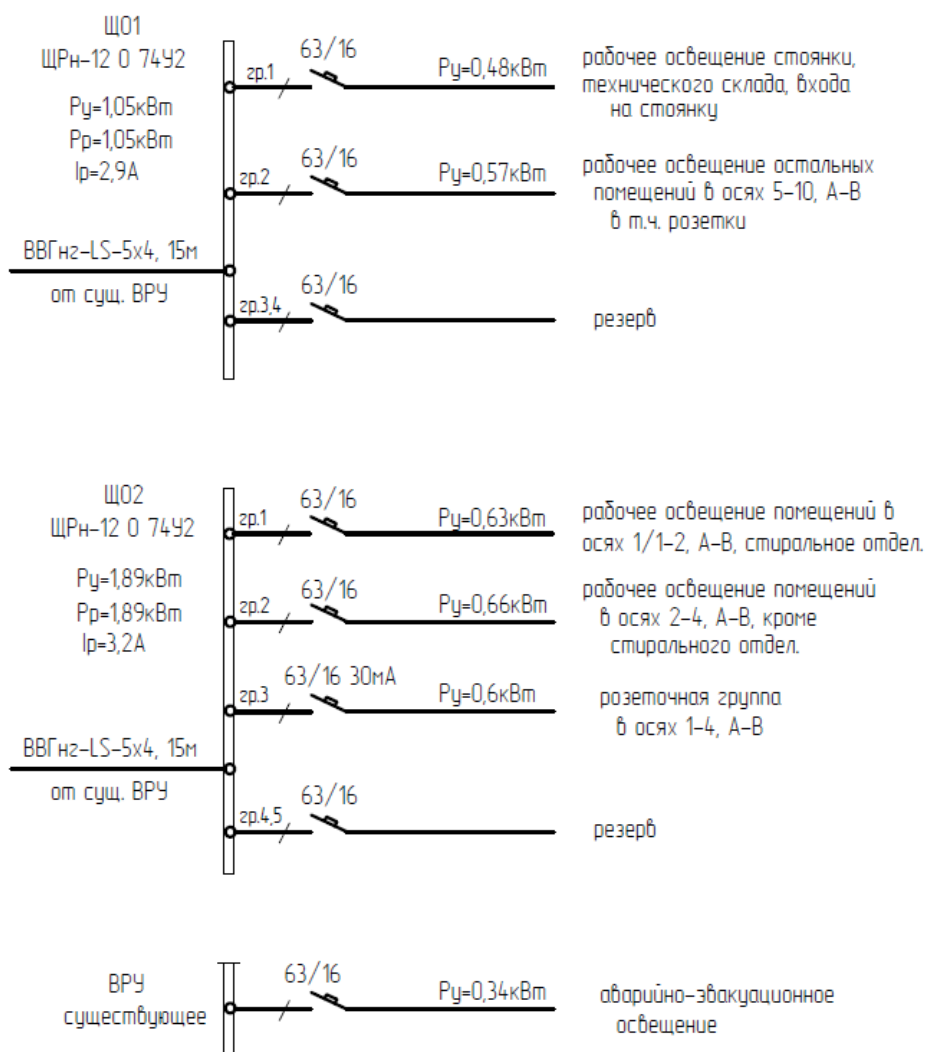 ЩО1
ЩРн-12 О 74У2
Ру=1,05кВт
Рр=1,05кВт
Iр=2,9А
ВВГнг-LS-5х4, 15м
от сущ. ВРУ
гр.1
63/16
Ру=0,48кВт
рабочее освещение стоянки,
технического склада, входа
на стоянку
гр.2
63/16
Ру=0,57кВт
рабочее освещение остальных
помещений в осях 5-10, А-В
в т.ч. розетки
гр.3,4
63/16
резерв
ЩО2
ЩРн-12 О 74У2
Ру=1,89кВт
Рр=1,89кВт
Iр=3,2А
ВВГнг-LS-5х4, 15м
от сущ. ВРУ
гр.1
63/16
Ру=0,63кВт
рабочее освещение помещений в
осях 1/1-2, А-В, стиральное отдел.
гр.2
63/16
Ру=0,66кВт
рабочее освещение помещений
в осях 2-4, А-В, кроме
стирального отдел.
гр.3
63/16 30мА
Ру=0,6кВт
розеточная группа
в осях 1-4, А-В
гр.4,5
63/16
резерв
ВРУ
существующее
63/16
Ру=0,34кВт
аварийно-эвакуационное
освещение